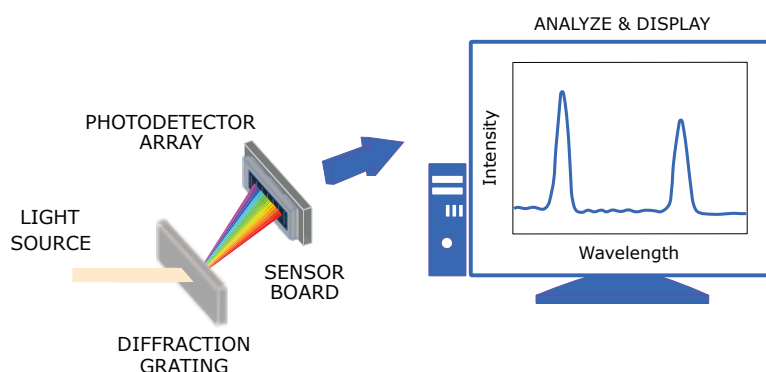 ANALYZE & DISPLAY
PHOTODETECTOR
ARRAY
Intensity
LIGHT
SOURCE
Wavelength
SENSOR
BOARD
DIFFRACTION
GRATING